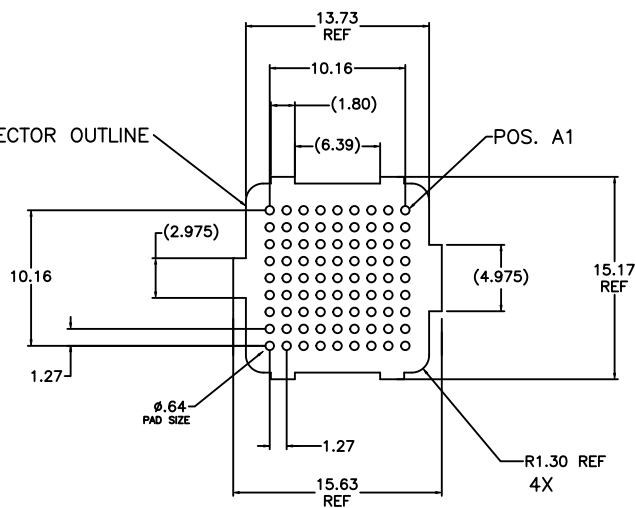 13.73
REF
10.16
(1.80)
ECTOR OUTLINE
(6.39)
POS. A1
(2.975)
10.16
(4.975)
15.17
REF
1.27
ø.64
PAD SIZE
1.27
R1.30 REF
4X
15.63
REF